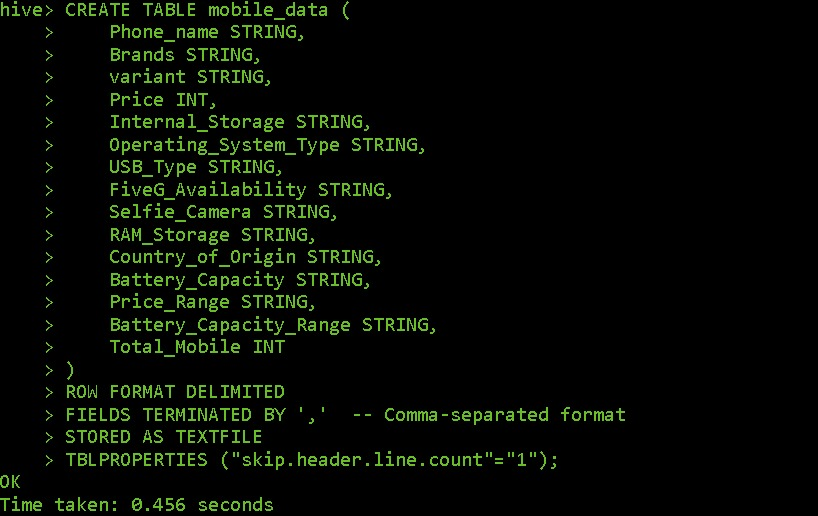 hive> CREATE TABLE mobile_data (
    >     Phone_name STRING,
    >     Brands STRING,
    >     variant STRING,
    >     Price INT,
    >     Internal_Storage STRING,
    >     Operating_System_Type STRING,
    >     USB_Type STRING,
    >     FiveG_Availability STRING,
    >     Selfie_Camera STRING,
    >     RAM_Storage STRING,
    >     Country_of_Origin STRING,
    >     Battery_Capacity STRING,
    >     Price_Range STRING,
    >     Battery_Capacity_Range STRING,
    >     Total_Mobile INT
    > )
    > ROW FORMAT DELIMITED
    > FIELDS TERMINATED BY ','  -- Comma-separated format
    > STORED AS TEXTFILE
    > TBLPROPERTIES ("skip.header.line.count"="1");
OK
Time taken: 0.456 seconds